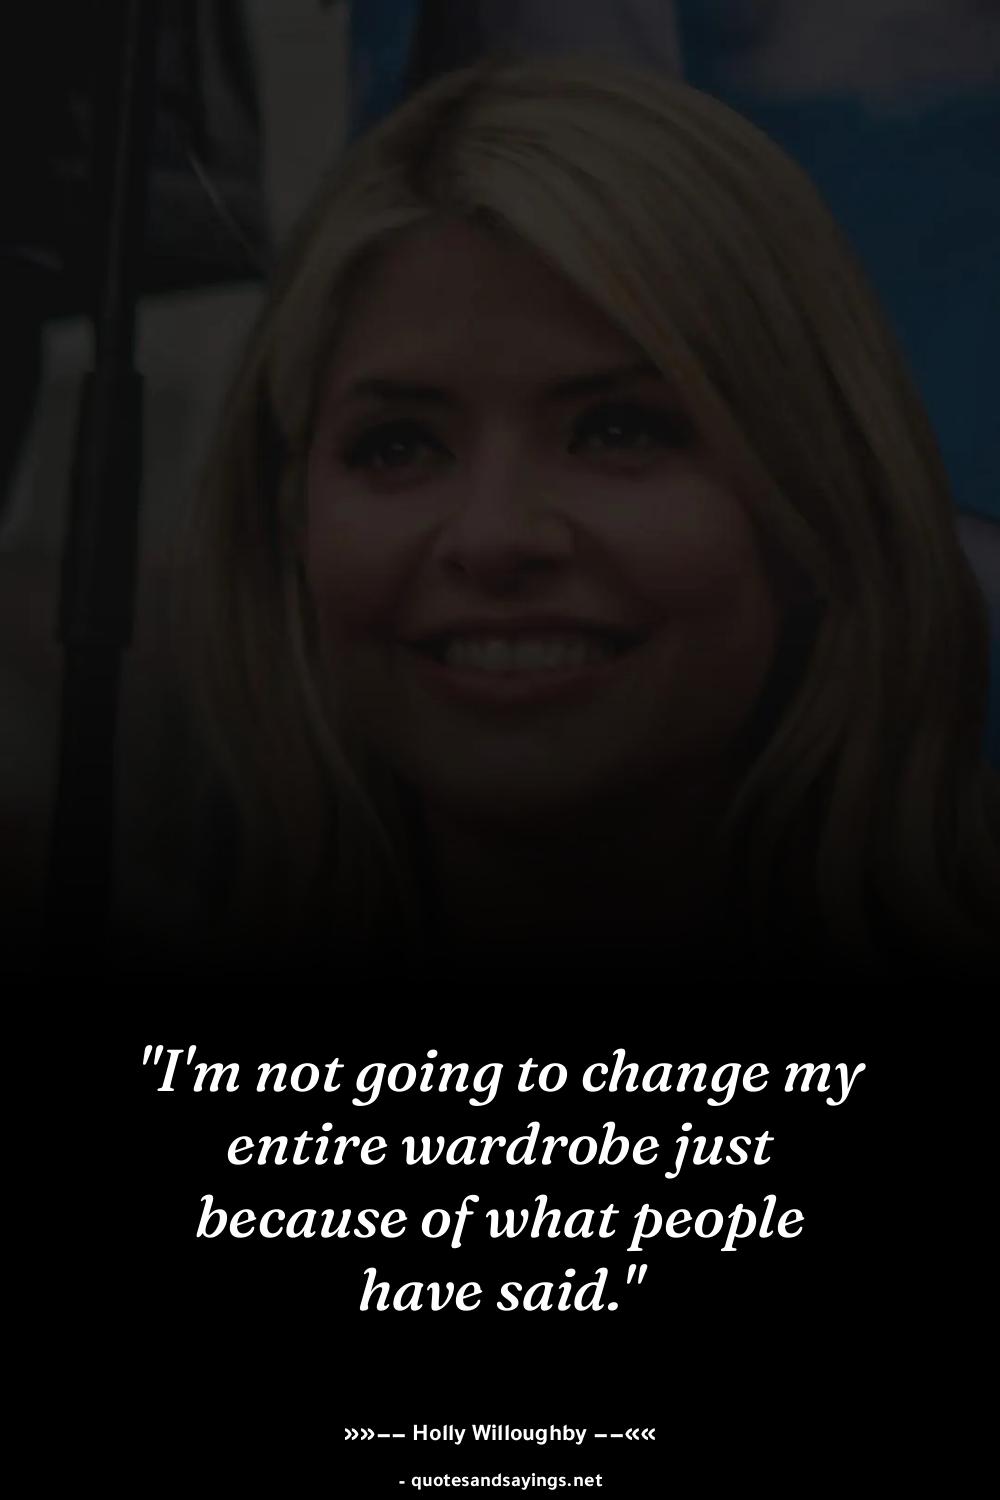 "I'm not going to change my
entire wardrobe just
because of what people
have said."
»»−− Holly Willoughby −−««
- quotesandsayings.net